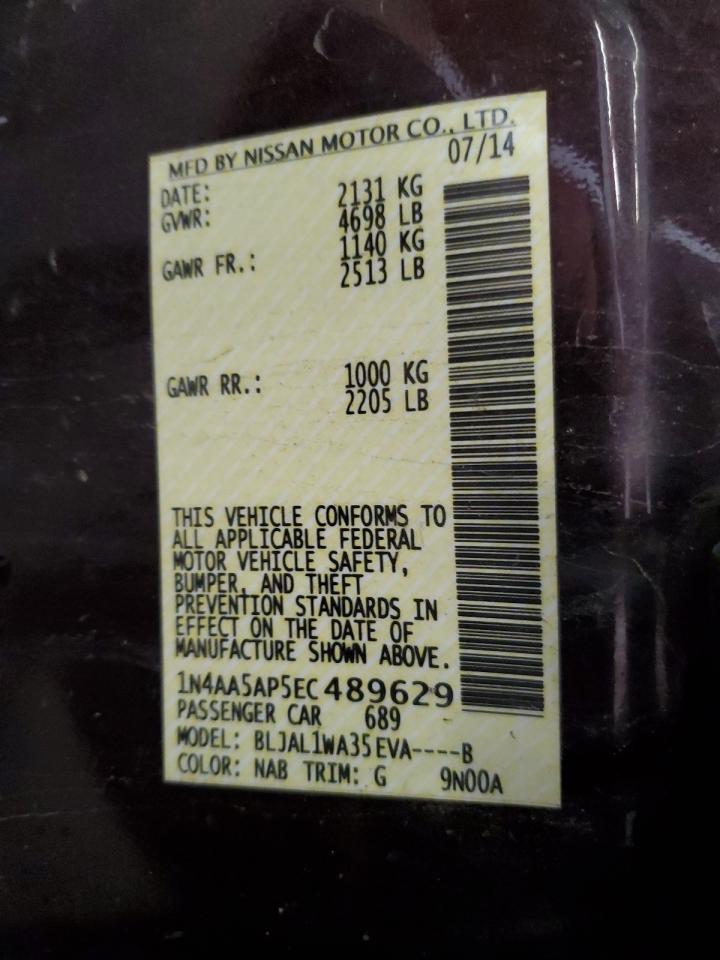 MFD BY NISSAN MOTOR CO., LTD.
DATE: 07/14
GVWR: 2131 KG
4698 LB
GAWR FR.: 1140 KG
2513 LB
GAWR RR.: 1000 KG
2205 LB
THIS VEHICLE CONFORMS TO
ALL APPLICABLE FEDERAL
MOTOR VEHICLE SAFETY,
BUMPER, AND THEFT
PREVENTION STANDARDS IN
EFFECT ON THE DATE OF
MANUFACTURE SHOWN ABOVE.
1N4AA5AP5EC489629
PASSENGER CAR 689
MODEL: BLJAL1WA35EVA----B
COLOR: NAB TRIM: G 9N00A